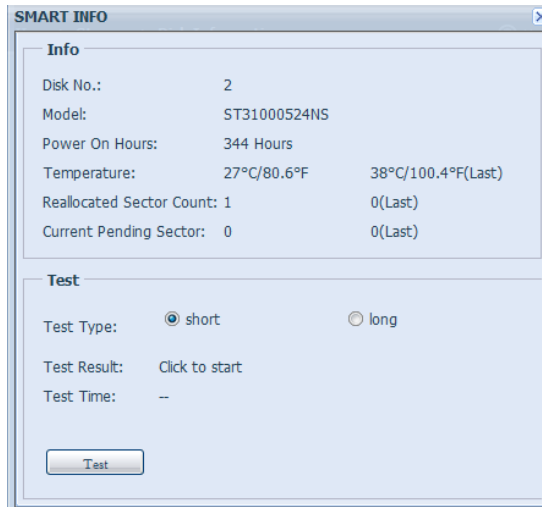 SMART INFO
Info
Disk No.: 2
Model: ST31000524NS
Power On Hours: 344 Hours
Temperature: 27°C/80.6°F 38°C/100.4°F(Last)
Reallocated Sector Count: 1 0(Last)
Current Pending Sector: 0 0(Last)
Test
Test Type: short long
Test Result: Click to start
Test Time: --
Test